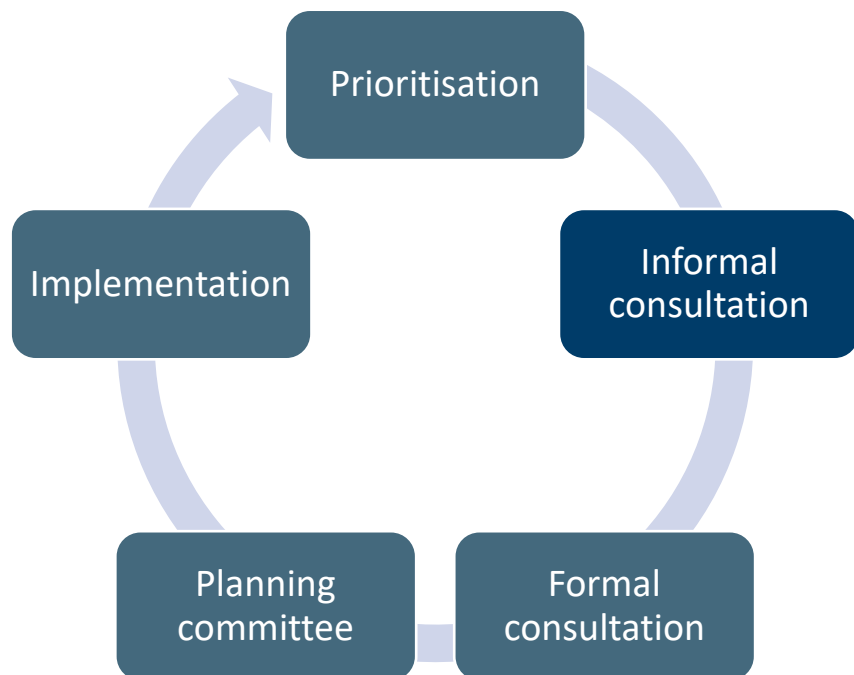 Prioritisation
Informal
consultation
Formal
consultation
Planning
committee
Implementation